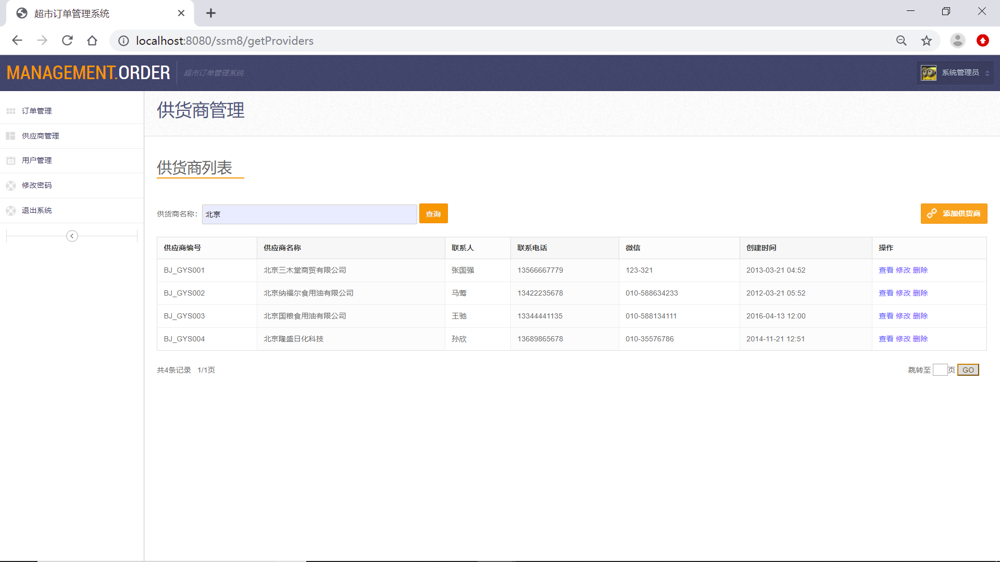 超市订单管理系统
localhost:8080/ssm8/getProviders
MANAGEMENT.ORDER 超市订单管理系统 系统管理员
订单管理
供应商管理
用户管理
修改密码
退出系统
供货商管理
供货商列表
供货商名称: 北京 查询 添加供货商
供应商编号 供应商名称 联系人 联系电话 微信 创建时间 操作
BJ_GYS001 北京三木堂商贸有限公司 张国强 13566667779 123-321 2013-03-21 04:52 查看 修改 删除
BJ_GYS002 北京纳福尔食用油有限公司 马莺 13422235678 010-588634233 2012-03-21 05:52 查看 修改 删除
BJ_GYS003 北京国粮食用油有限公司 王驰 13344441135 010-588134111 2016-04-13 12:00 查看 修改 删除
BJ_GYS004 北京隆盛日化科技 孙欣 13689865678 010-35576786 2014-11-21 12:51 查看 修改 删除
共4条记录 1/1页 跳转至 页 GO